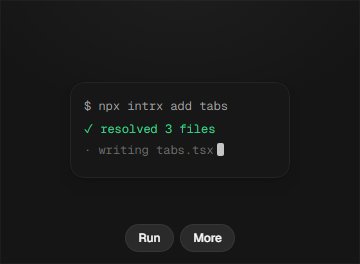 $ npx intrx add tabs
✓ resolved 3 files
· writing tabs.tsx
Run More